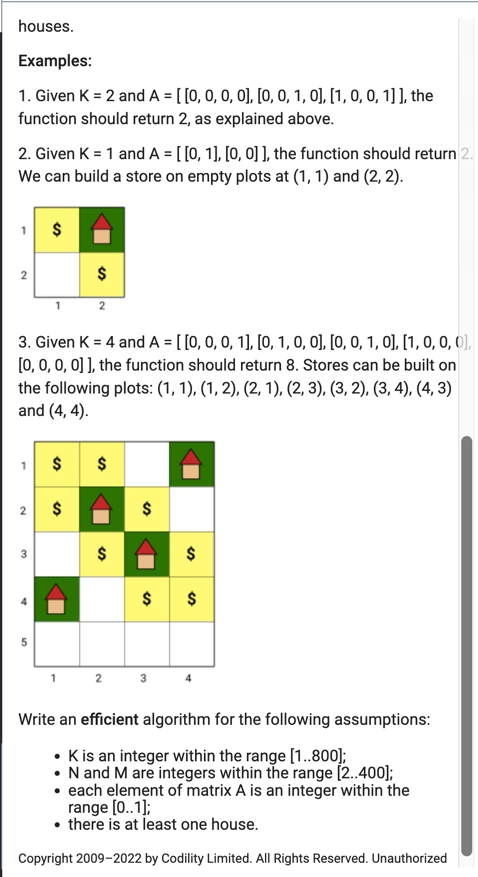 houses.
Examples:
1. Given K = 2 and A = [ [0, 0, 0, 0], [0, 0, 1, 0], [1, 0, 0, 1] ], the
function should return 2, as explained above.
2. Given K = 1 and A = [ [0, 1], [0, 0] ], the function should return 2.
We can build a store on empty plots at (1, 1) and (2, 2).
1 $
2 $
1 2
3. Given K = 4 and A = [ [0, 0, 0, 1], [0, 1, 0, 0], [0, 0, 1, 0], [1, 0, 0, 0],
[0, 0, 0, 0] ], the function should return 8. Stores can be built on
the following plots: (1, 1), (1, 2), (2, 1), (2, 3), (3, 2), (3, 4), (4, 3)
and (4, 4).
1 $ $
2 $ $
3 $ $
4 $ $
5
1 2 3 4
Write an efficient algorithm for the following assumptions:
• K is an integer within the range [1..800];
• N and M are integers within the range [2..400];
• each element of matrix A is an integer within the
range [0..1];
• there is at least one house.
Copyright 2009–2022 by Codility Limited. All Rights Reserved. Unauthorized